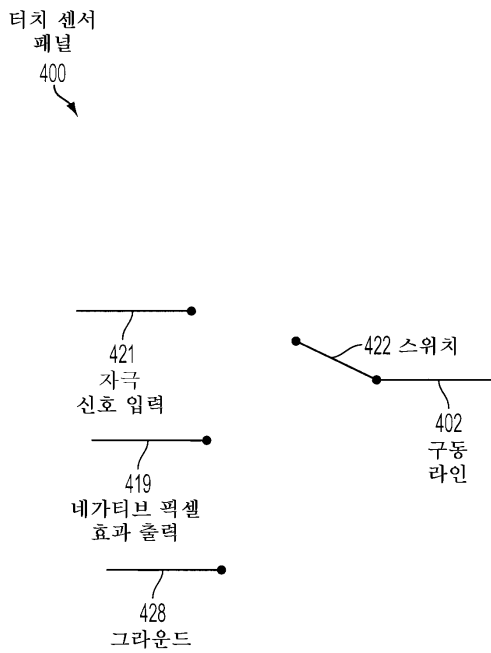 터치 센서
패널
400
421
자극
신호 입력
422 스위치
402
구동
라인
419
네가티브 픽셀
효과 출력
428
그라운드